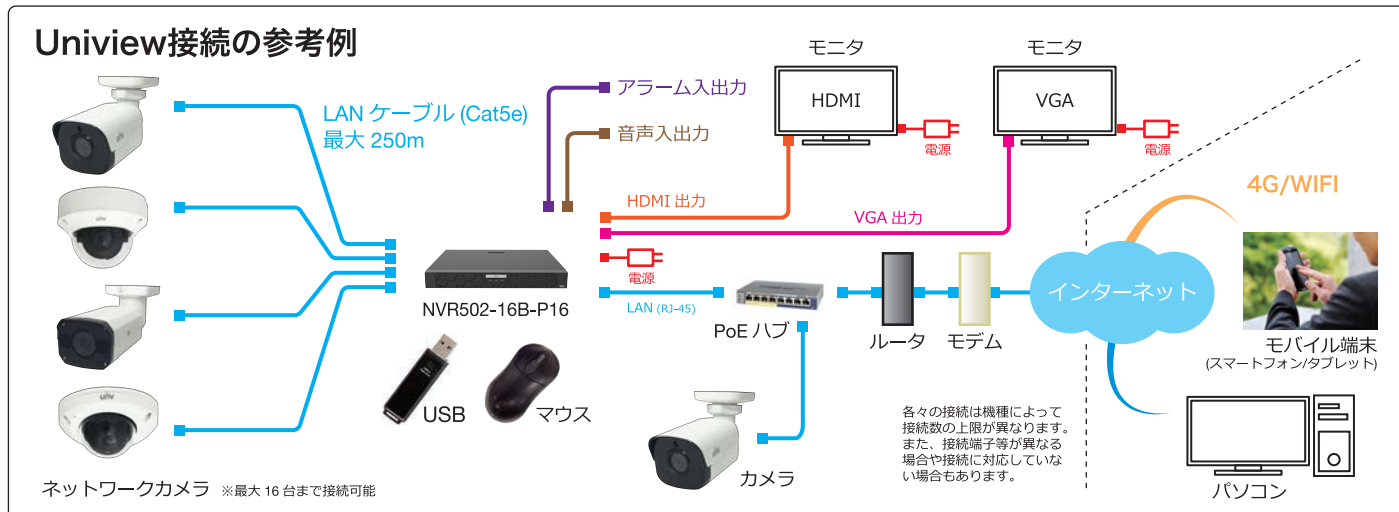 Uniview接続の参考例
LAN ケーブル (Cat5e)
最大 250m
アラーム入出力
音声入出力
モニタ
HDMI
電源
モニタ
VGA
電源
HDMI 出力
VGA 出力
4G/WIFI
univ
NVR502-16B-P16
電源
LAN (RJ-45)
PoE ハブ
ルータ
モデム
インターネット
モバイル端末
(スマートフォン/タブレット)
USB
マウス
univ
カメラ
各々の接続は機種によって
接続数の上限が異なります。
また、接続端子等が異なる
場合や接続に対応していな
い場合もあります。
パソコン
ネットワークカメラ ※最大 16 台まで接続可能